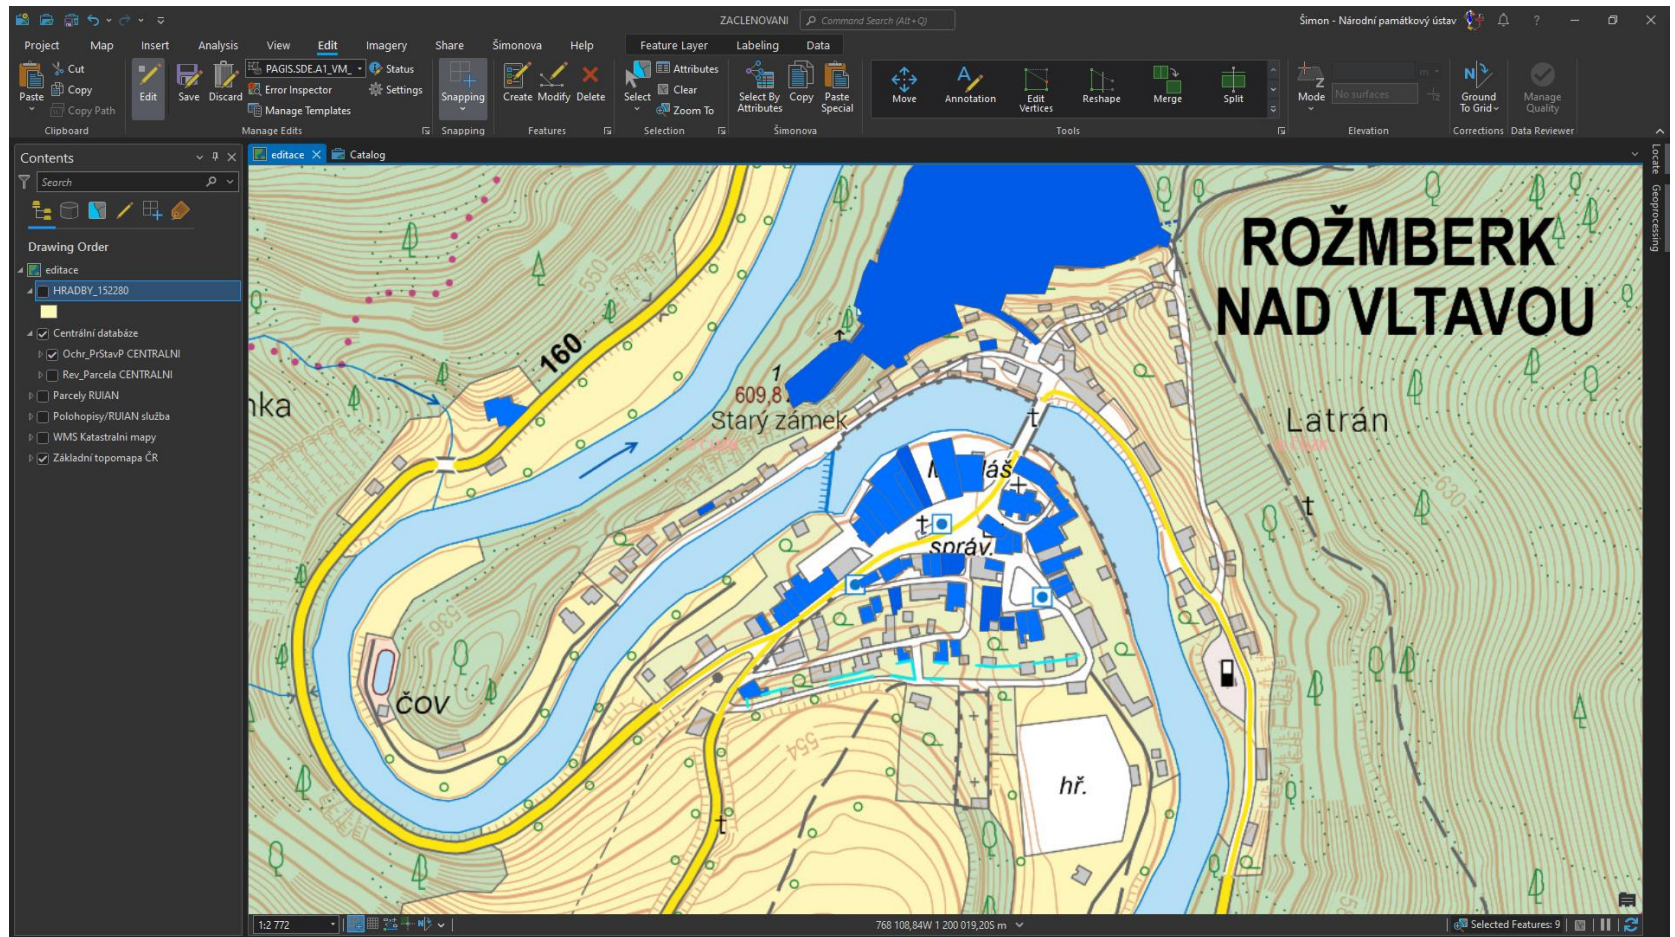 ZACLENOVANI
Command Search (Alt+Q)
Šimon - Národní památkový ústav
?
Project Map Insert Analysis View Edit Imagery Share Šimonova Help Feature Layer Labeling Data
Paste
Cut
Copy
Copy Path
Clipboard
Edit
Save
Discard
PAGIS.SDE.A1_VM_
Error Inspector
Manage Templates
Status
Settings
Manage Edits
Snapping
Snapping
Create Modify Delete
Features
Select
Attributes
Clear
Zoom To
Selection
Select By
Attributes
Copy
Paste
Special
Šimonova
Move
Annotation
Edit
Vertices
Reshape
Merge
Split
Tools
Mode
No surfaces
Elevation
Ground
To Grid
Corrections
Manage
Quality
Data Reviewer
Contents
Search
Drawing Order
editace
HRADBY_152280
Centrální databáze
Ochr_PrStavP CENTRALNI
Rev_Parcela CENTRALNI
Parcely RUIAN
Polohopisy/RUIAN služba
WMS Katastralni mapy
Základní topomapa ČR
editace
Catalog
Locate
Geoprocessing
ROŽMBERK
NAD VLTAVOU
550
160
nka
1
609,8
Starý zámek
Latrán
630
láš
správ.
536
čov
554
hř.
1:2 772
768 108,84W 1 200 019,20S m
Selected Features: 9